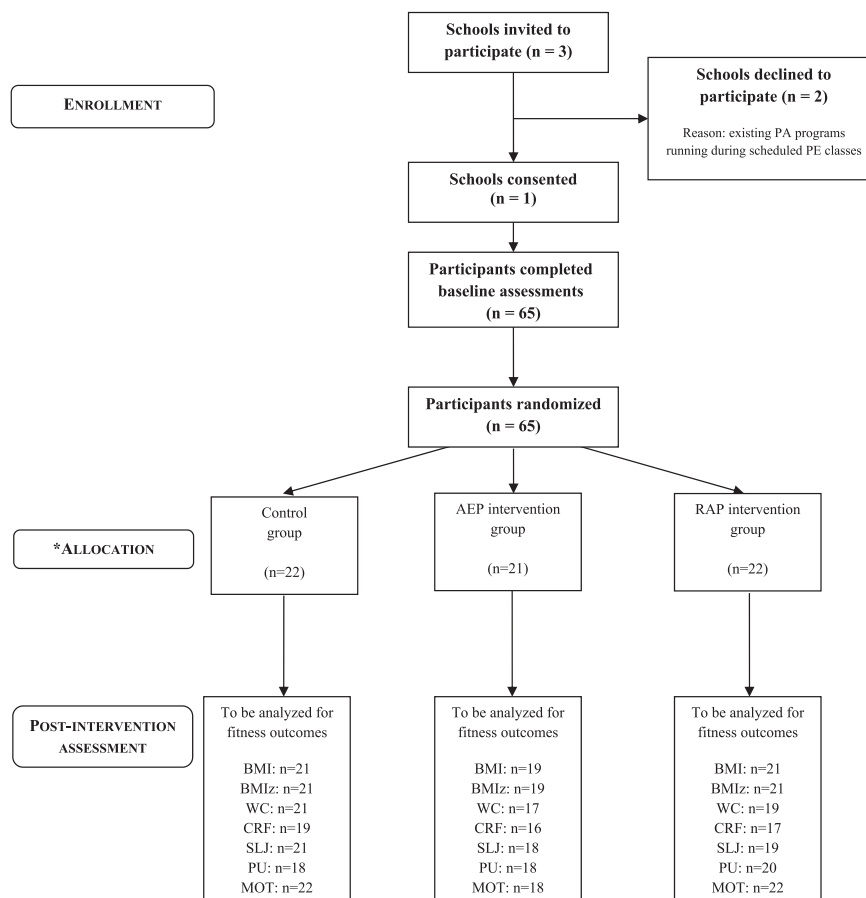 Schools invited to
participate (n = 3)
Schools declined to
participate (n = 2)
Reason: existing PA programs
running during scheduled PE classes
ENROLLMENT
Schools consented
(n = 1)
Participants completed
baseline assessments
(n = 65)
Participants randomized
(n = 65)
*ALLOCATION
Control
group
(n=22)
AEP intervention
group
(n=21)
RAP intervention
group
(n=22)
POST-INTERVENTION
ASSESSMENT
To be analyzed for
fitness outcomes
BMI: n=21
BMIz: n=21
WC: n=21
CRF: n=19
SLJ: n=21
PU: n=18
MOT: n=22
To be analyzed for
fitness outcomes
BMI: n=19
BMIz: n=19
WC: n=17
CRF: n=16
SLJ: n=18
PU: n=18
MOT: n=18
To be analyzed for
fitness outcomes
BMI: n=21
BMIz: n=21
WC: n=19
CRF: n=17
SLJ: n=19
PU: n=20
MOT: n=22